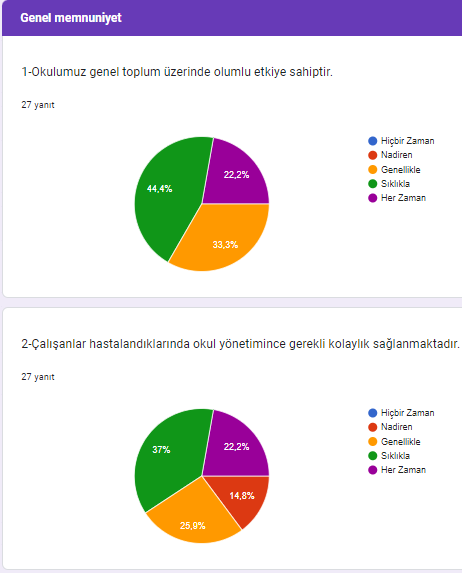 Genel memnuniyet
1-Okulumuz genel toplum üzerinde olumlu etkiye sahiptir.
27 yanıt
44,4%
22,2%
33,3%
Hiçbir Zaman
Nadiren
Genellikle
Sıklıkla
Her Zaman
2-Çalışanlar hastalandıklarında okul yönetimince gerekli kolaylık sağlanmaktadır.
27 yanıt
37%
22,2%
14,8%
25,9%
Hiçbir Zaman
Nadiren
Genellikle
Sıklıkla
Her Zaman